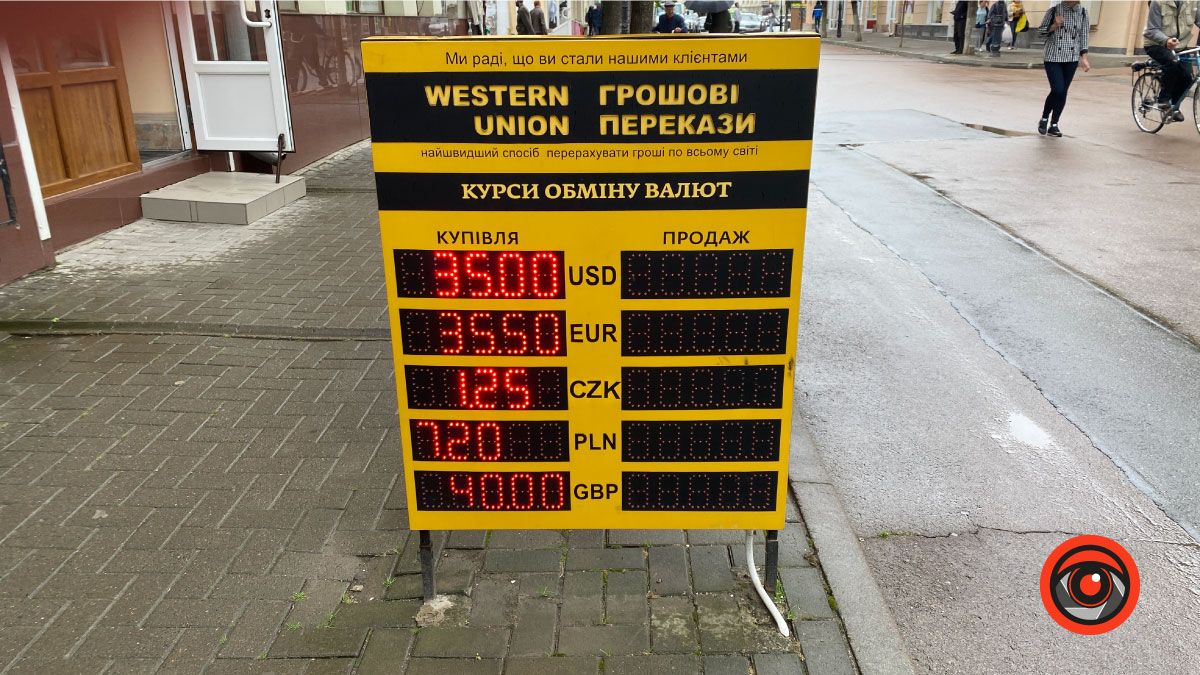 Ми раді, що ви стали нашими клієнтами
WESTERN ГРОШОВІ
UNION ПЕРЕКАЗИ
найшвидший спосіб перерахувати гроші по всьому світі
КУРСИ ОБМІНУ ВАЛЮТ
КУПІВЛЯ ПРОДАЖ
35.00 USD
35.50 EUR
1.25 CZK
7.20 PLN
40.00 GBP